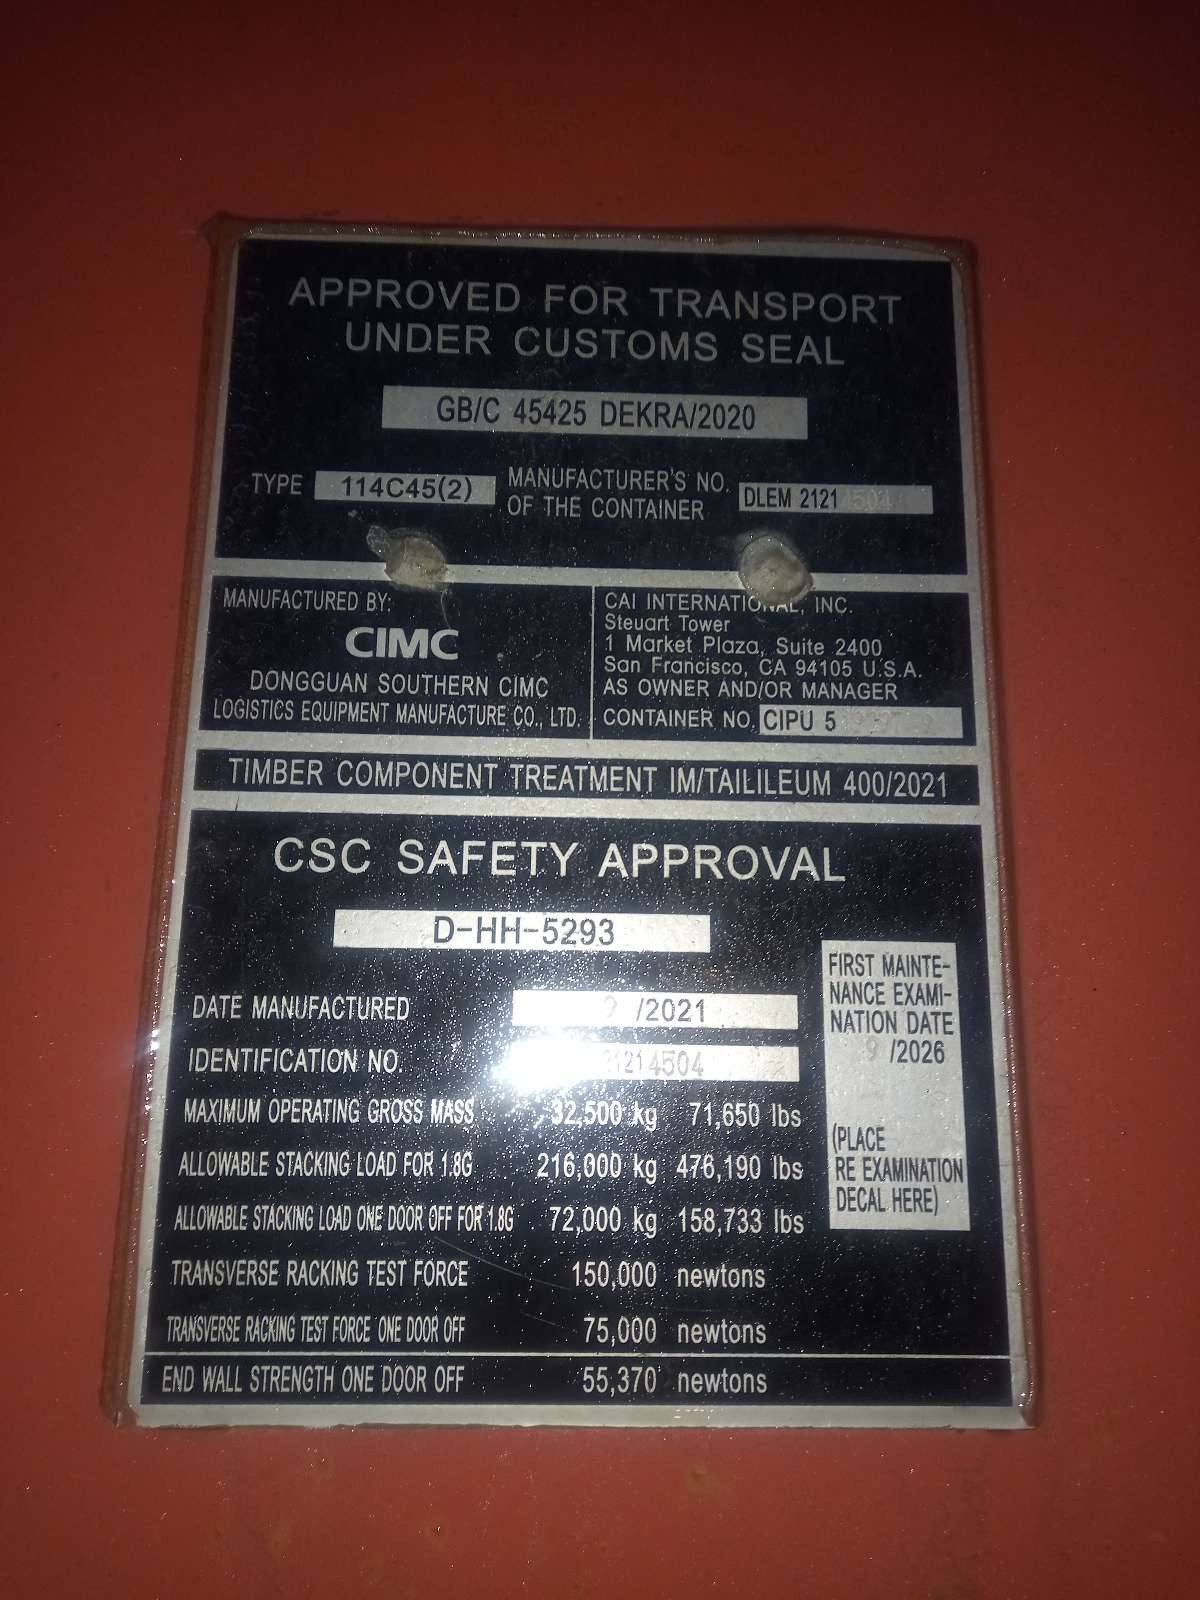 APPROVED FOR TRANSPORT
UNDER CUSTOMS SEAL
GB/C 45425 DEKRA/2020
TYPE 114C45(2)
MANUFACTURER'S NO.
OF THE CONTAINER
DLEM 2121 4504
MANUFACTURED BY:
CIMC
DONGGUAN SOUTHERN CIMC
LOGISTICS EQUIPMENT MANUFACTURE CO., LTD.
CAI INTERNATIONAL, INC.
Steuart Tower
1 Market Plaza, Suite 2400
San Francisco, CA 94105 U.S.A.
AS OWNER AND/OR MANAGER
CONTAINER NO. CIPU 5
TIMBER COMPONENT TREATMENT IM/TAILILEUM 400/2021
CSC SAFETY APPROVAL
D-HH-5293
DATE MANUFACTURED 9 /2021
IDENTIFICATION NO. 21214504
MAXIMUM OPERATING GROSS MASS 32,500 kg 71,650 lbs
ALLOWABLE STACKING LOAD FOR 1.8G 216,000 kg 476,190 lbs
ALLOWABLE STACKING LOAD ONE DOOR OFF FOR 1.8G 72,000 kg 158,733 lbs
TRANSVERSE RACKING TEST FORCE 150,000 newtons
TRANSVERSE RACKING TEST FORCE ONE DOOR OFF 75,000 newtons
END WALL STRENGTH ONE DOOR OFF 55,370 newtons
FIRST MAINTE-
NANCE EXAMI-
NATION DATE
9 /2026
(PLACE
RE EXAMINATION
DECAL HERE)